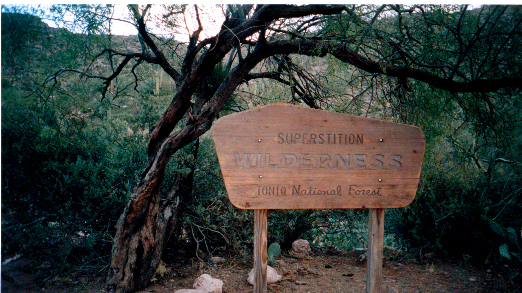 SUPERSTITION
WILDERNESS
TONTO National Forest